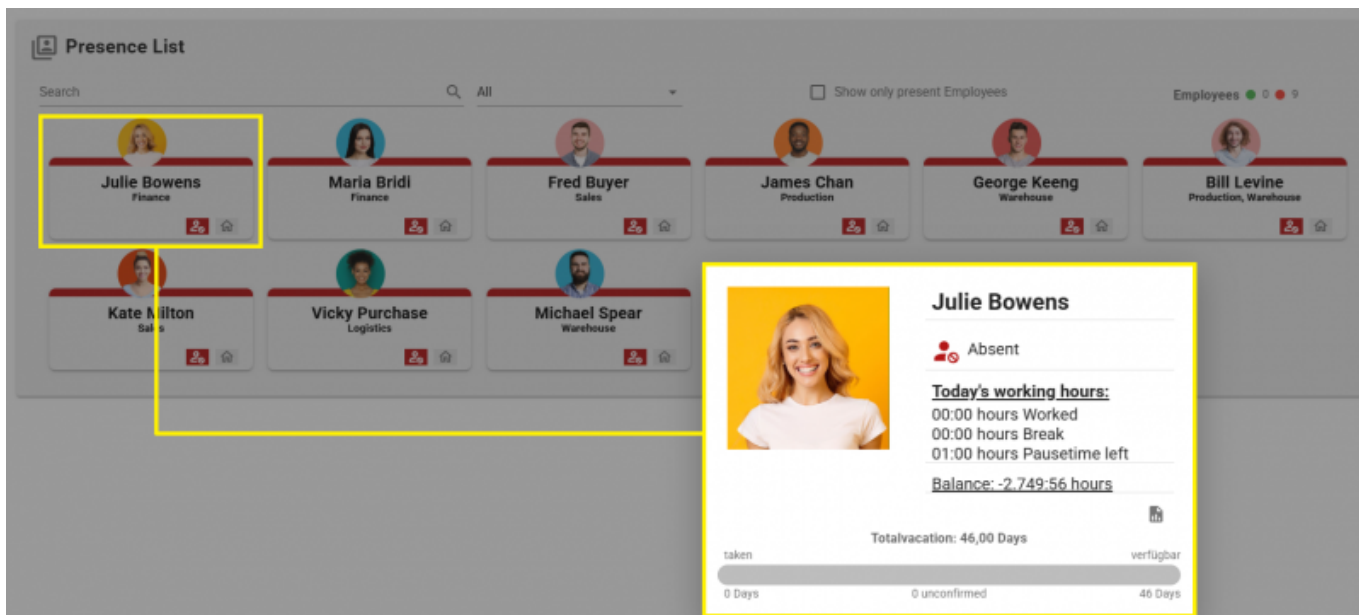 Presence List
Search
All
Show only present Employees
Employees 0 9
Julie Bowens
Finance
Maria Bridi
Finance
Fred Buyer
Sales
James Chan
Production
George Keeng
Warehouse
Bill Levine
Production, Warehouse
Kate Milton
Sales
Vicky Purchase
Logistics
Michael Spear
Warehouse
Julie Bowens
Absent
Today's working hours:
00:00 hours Worked
00:00 hours Break
01:00 hours Pausetime left
Balance: -2.749:56 hours
Totalvacation: 46,00 Days
taken verfügbar
0 Days 0 unconfirmed 46 Days